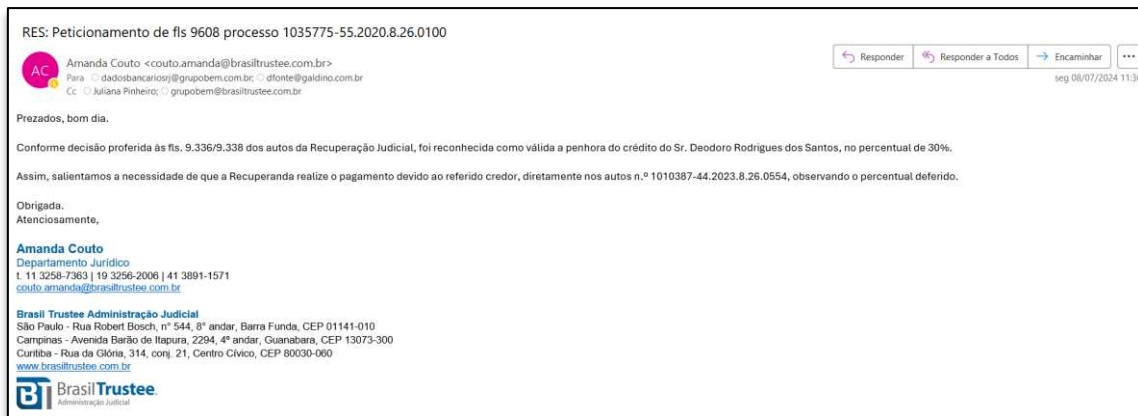 RES: Peticionamento de fls 9608 processo 1035775-55.2020.8.26.0100
AC
Amanda Couto <couto.amanda@brasiltrustee.com.br>
Para dadosbancariosrj@grupobem.com.br; dfonte@galdino.com.br
Cc Juliana Pinheiro; grupobem@brasiltrustee.com.br
Responder
Responder a Todos
Encaminhar
...
seg 08/07/2024 11:36
Prezados, bom dia.
Conforme decisão proferida às fls. 9.336/9.338 dos autos da Recuperação Judicial, foi reconhecida como válida a penhora do crédito do Sr. Deodoro Rodrigues dos Santos, no percentual de 30%.
Assim, salientamos a necessidade de que a Recuperanda realize o pagamento devido ao referido credor, diretamente nos autos n.º 1010387-44.2023.8.26.0554, observando o percentual deferido.
Obrigada.
Atenciosamente,
Amanda Couto
Departamento Jurídico
t. 11 3258-7363 | 19 3256-2006 | 41 3891-1571
couto.amanda@brasiltrustee.com.br
Brasil Trustee Administração Judicial
São Paulo - Rua Robert Bosch, n° 544, 8° andar, Barra Funda, CEP 01141-010
Campinas - Avenida Barão de Itapura, 2294, 4º andar, Guanabara, CEP 13073-300
Curitiba - Rua da Glória, 314, conj. 21, Centro Cívico, CEP 80030-060
www.brasiltrustee.com.br
BT BrasilTrustee.
Administração Judicial